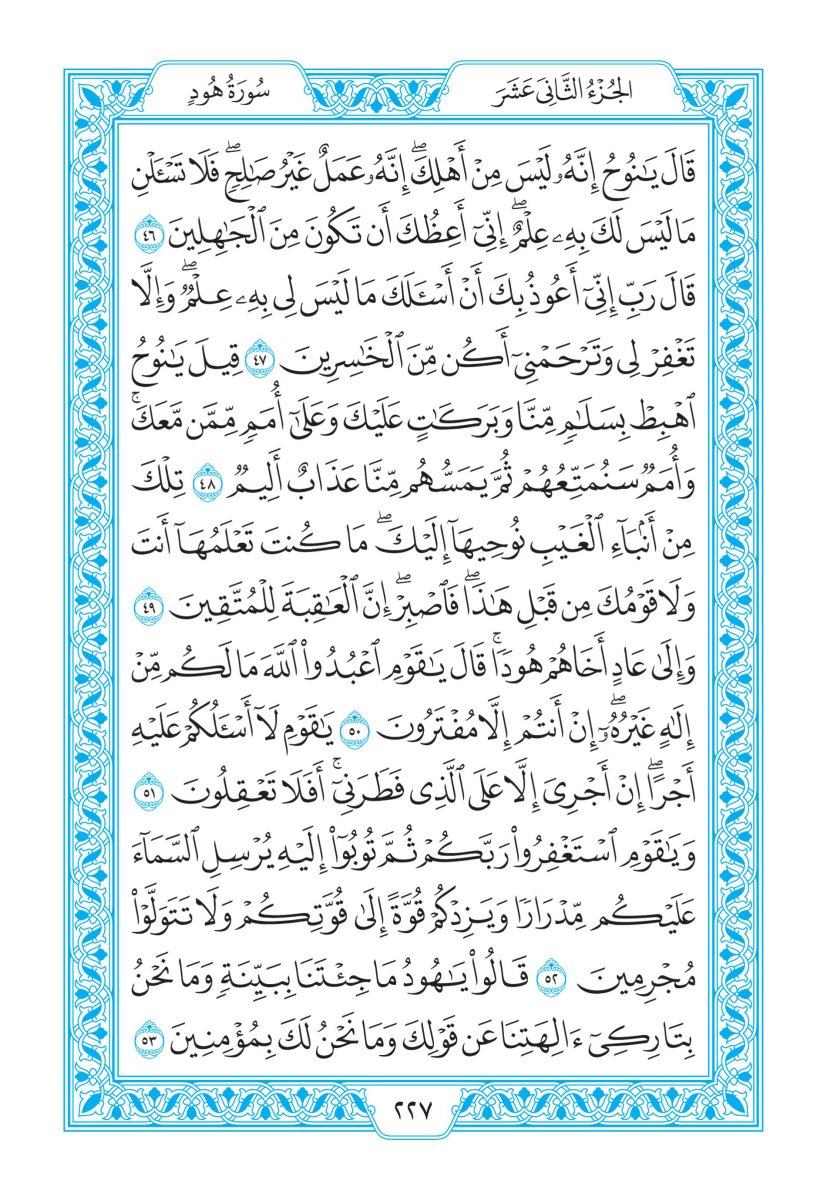 الجُزْءُ الثَّانِيَ عَشَرَ
سُورَةُ هُودٍ
قَالَ يَٰنُوحُ إِنَّهُۥ لَيۡسَ مِنۡ أَهۡلِكَۖ إِنَّهُۥ عَمَلٌ غَيۡرُ صَٰلِحٖۖ فَلَا تَسۡـَٔلۡنِ
مَا لَيۡسَ لَكَ بِهِۦ عِلۡمٌۖ إِنِّيٓ أَعِظُكَ أَن تَكُونَ مِنَ ٱلۡجَٰهِلِينَ ٤٦
قَالَ رَبِّ إِنِّيٓ أَعُوذُ بِكَ أَنۡ أَسۡـَٔلَكَ مَا لَيۡسَ لِي بِهِۦ عِلۡمٞۖ وَإِلَّا
تَغۡفِرۡ لِي وَتَرۡحَمۡنِيٓ أَكُن مِّنَ ٱلۡخَٰسِرِينَ ٤٧ قِيلَ يَٰنُوحُ
ٱهۡبِطۡ بِسَلَٰمٖ مِّنَّا وَبَرَكَٰتٍ عَلَيۡكَ وَعَلَىٰٓ أُمَمٖ مِّمَّن مَّعَكَۚ
وَأُمَمٞ سَنُمَتِّعُهُمۡ ثُمَّ يَمَسُّهُم مِّنَّا عَذَابٌ أَلِيمٞ ٤٨ تِلۡكَ
مِنۡ أَنۢبَآءِ ٱلۡغَيۡبِ نُوحِيهَآ إِلَيۡكَۖ مَا كُنتَ تَعۡلَمُهَآ أَنتَ
وَلَا قَوۡمُكَ مِن قَبۡلِ هَٰذَاۖ فَٱصۡبِرۡۖ إِنَّ ٱلۡعَٰقِبَةَ لِلۡمُتَّقِينَ ٤٩
وَإِلَىٰ عَادٍ أَخَاهُمۡ هُودٗاۚ قَالَ يَٰقَوۡمِ ٱعۡبُدُواْ ٱللَّهَ مَا لَكُم مِّنۡ
إِلَٰهٍ غَيۡرُهُۥٓۖ إِنۡ أَنتُمۡ إِلَّا مُفۡتَرُونَ ٥٠ يَٰقَوۡمِ لَآ أَسۡـَٔلُكُمۡ عَلَيۡهِ
أَجۡرًاۖ إِنۡ أَجۡرِيَ إِلَّا عَلَى ٱلَّذِي فَطَرَنِيٓۚ أَفَلَا تَعۡقِلُونَ ٥١
وَيَٰقَوۡمِ ٱسۡتَغۡفِرُواْ رَبَّكُمۡ ثُمَّ تُوبُوٓاْ إِلَيۡهِ يُرۡسِلِ ٱلسَّمَآءَ
عَلَيۡكُم مِّدۡرَارٗا وَيَزِدۡكُمۡ قُوَّةً إِلَىٰ قُوَّتِكُمۡ وَلَا تَتَوَلَّوۡاْ
مُجۡرِمِينَ ٥٢ قَالُواْ يَٰهُودُ مَا جِئۡتَنَا بِبَيِّنَةٖ وَمَا نَحۡنُ
بِتَارِكِيٓ ءَالِهَتِنَا عَن قَوۡلِكَ وَمَا نَحۡنُ لَكَ بِمُؤۡمِنِينَ ٥٣
٢٢٧